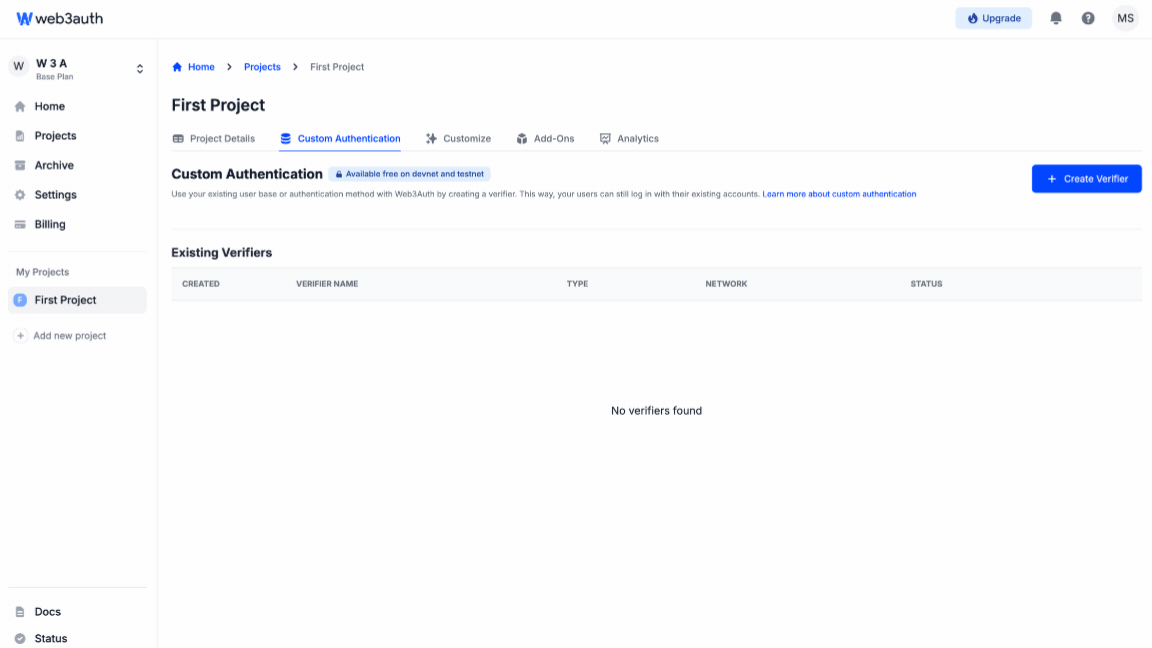 web3auth
Upgrade
MS
W
W 3 A
Base Plan
Home
Projects
Archive
Settings
Billing
My Projects
F
First Project
Add new project
Docs
Status
Home
Projects
First Project
First Project
Project Details
Custom Authentication
Customize
Add-Ons
Analytics
Custom Authentication
Available free on devnet and testnet
Use your existing user base or authentication method with Web3Auth by creating a verifier. This way, your users can still log in with their existing accounts. Learn more about custom authentication
+ Create Verifier
Existing Verifiers
CREATED VERIFIER NAME TYPE NETWORK STATUS
No verifiers found